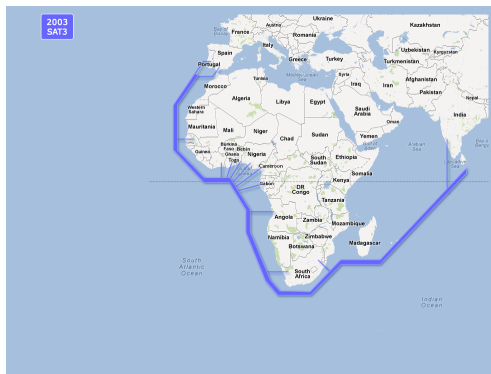 2003
SAT3
Ukraine
Kazakhstan
Austria
France
Romania
Italy
Uzbekistan
Kyrgyzstan
Spain
Greece
Turkey
Turkmenistan
Portugal
Tunisia
Syria
Afghanistan
Morocco
Iraq
Iran
Pakistan
Nepal
Algeria
Libya
Egypt
Western
Sahara
Saudi
Arabia
India
Oman
Mauritania
Mali
Niger
Sudan
Yemen
Arabian
Sea
Chad
Burkina
Faso
Benin
Guinea
Ghana
Togo
Nigeria
South
Sudan
Ethiopia
Cameroon
Somalia
Gabon
DR
Congo
Kenya
Tanzania
Angola
Zambia
Mozambique
Namibia
Zimbabwe
Madagascar
Botswana
South
Atlantic
Ocean
South
Africa
Indian
Ocean